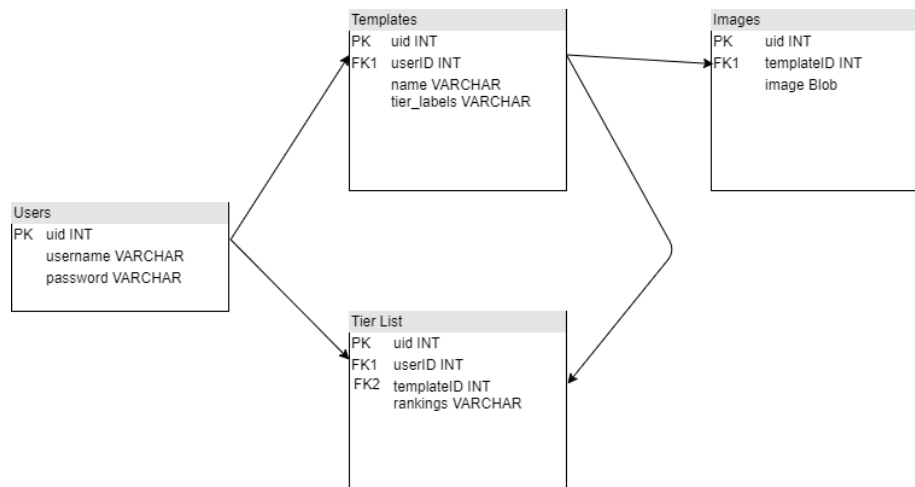 Templates
PK uid INT
FK1 userID INT
name VARCHAR
tier_labels VARCHAR
Images
PK uid INT
FK1 templateID INT
image Blob
Users
PK uid INT
username VARCHAR
password VARCHAR
Tier List
PK uid INT
FK1 userID INT
FK2 templateID INT
rankings VARCHAR